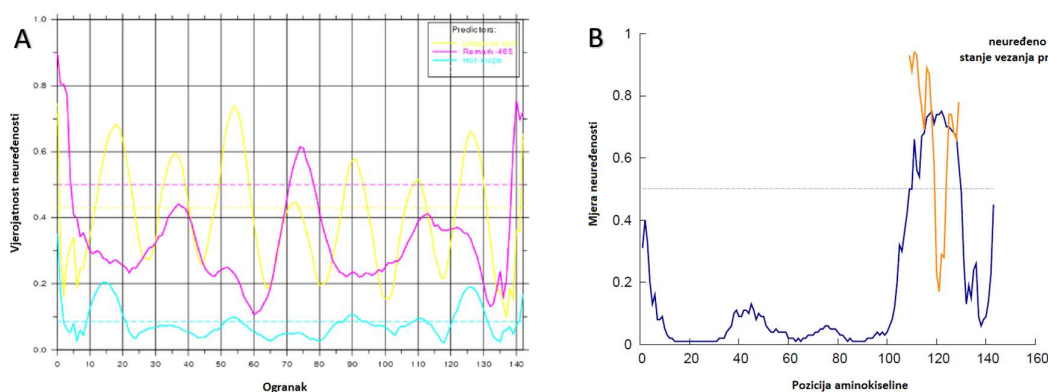 A
Predictors:
Remark-465
Hot-loops
Vjerojatnost neuređenosti
1.0
0.8
0.6
0.4
0.2
0.0
0 10 20 30 40 50 60 70 80 90 100 110 120 130 140
Ogranak
B
neuređeno
stanje vezanja pr
Mjera neuređenosti
1
0.8
0.6
0.4
0.2
0
0 20 40 60 80 100 120 140 160
Pozicija aminokiseline